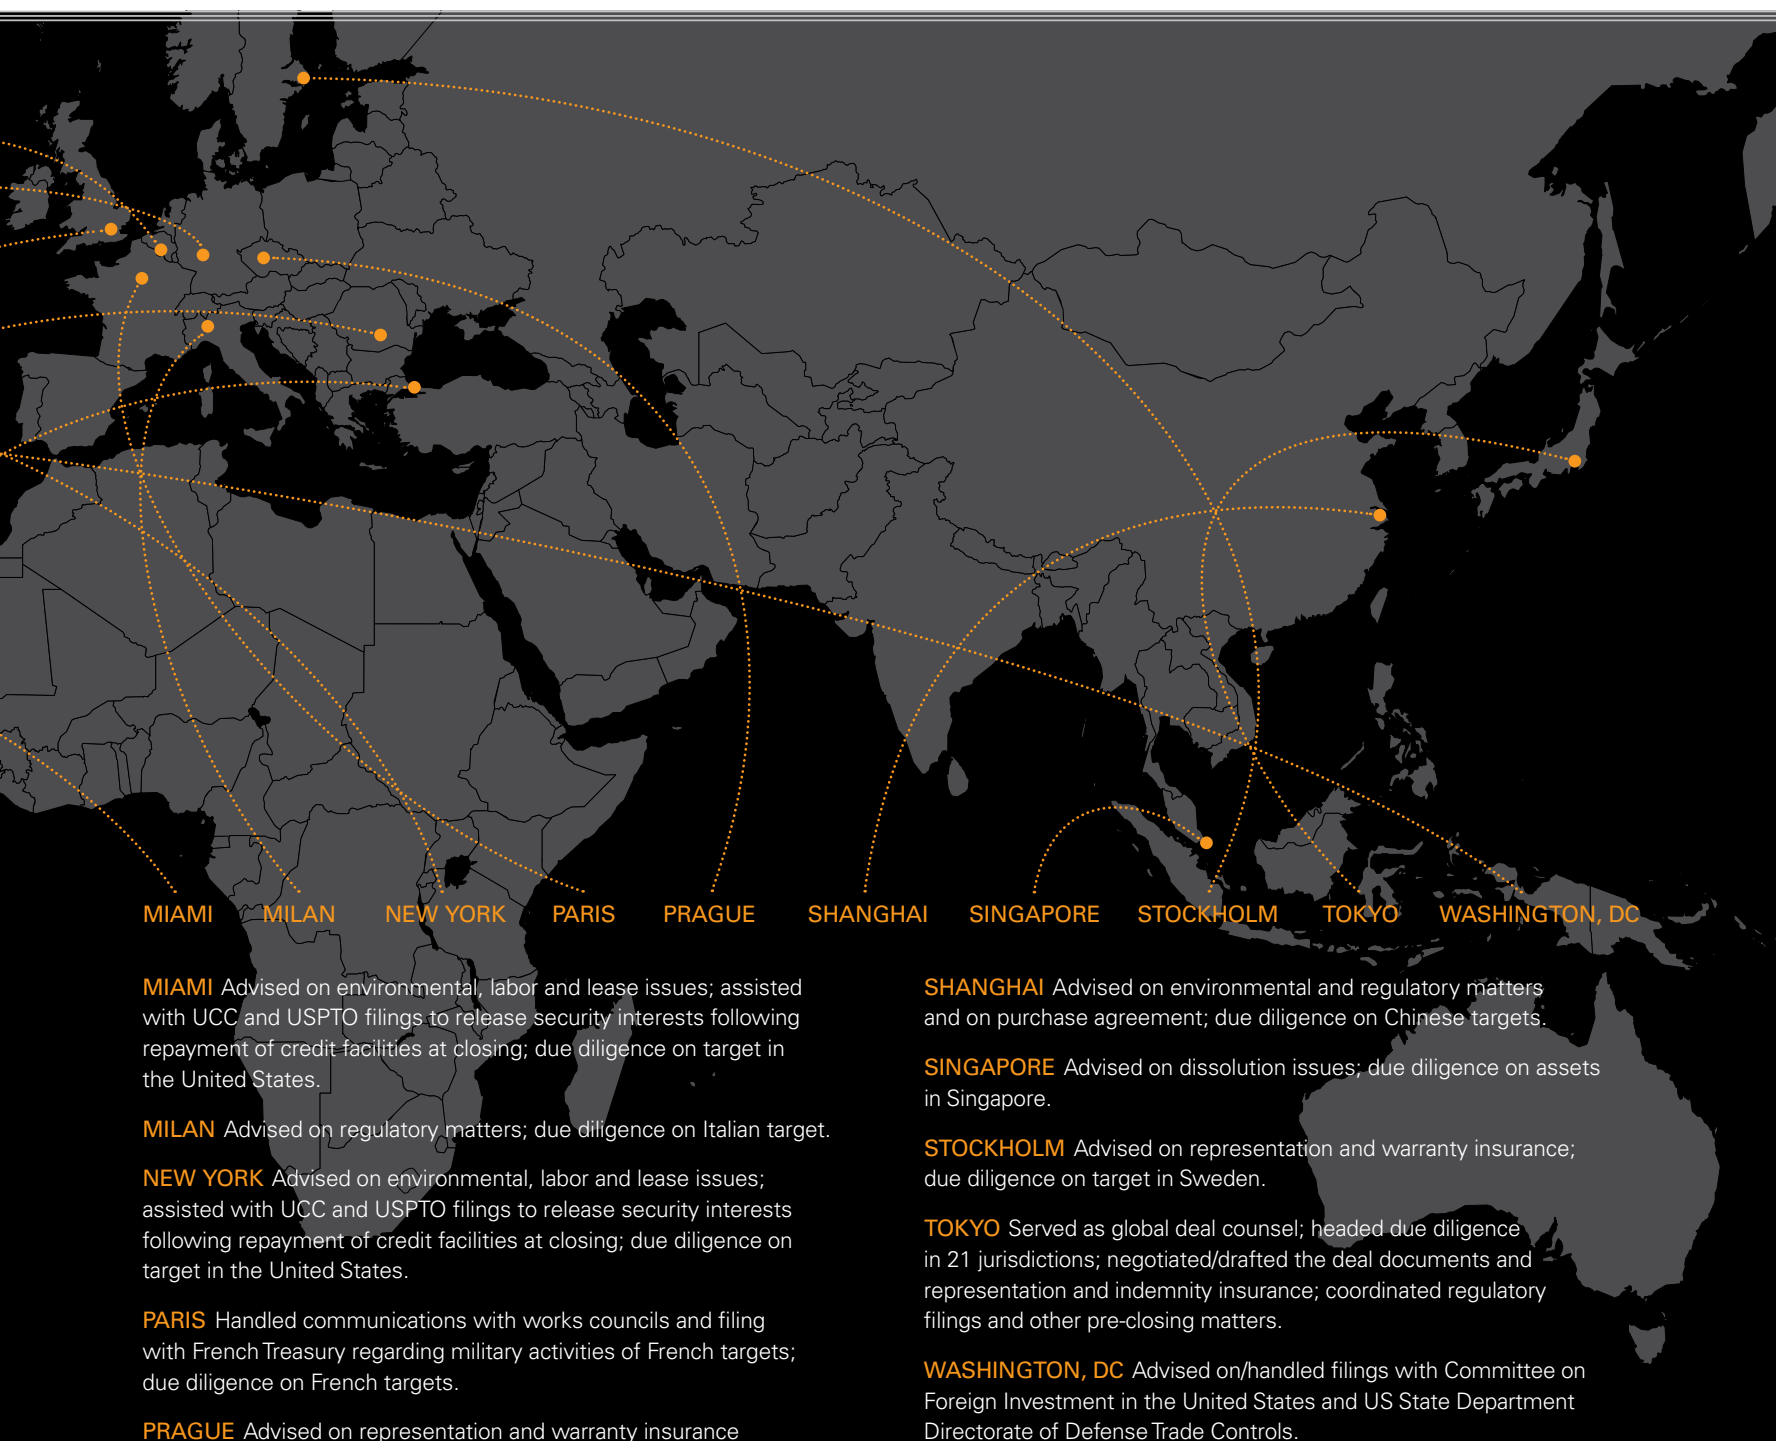 MIAMI MILAN NEW YORK PARIS PRAGUE SHANGHAI SINGAPORE STOCKHOLM TOKYO WASHINGTON, DC
MIAMI Advised on environmental, labor and lease issues; assisted
with UCC and USPTO filings to release security interests following
repayment of credit facilities at closing; due diligence on target in
the United States.
MILAN Advised on regulatory matters; due diligence on Italian target.
NEW YORK Advised on environmental, labor and lease issues;
assisted with UCC and USPTO filings to release security interests
following repayment of credit facilities at closing; due diligence on
target in the United States.
PARIS Handled communications with works councils and filing
with French Treasury regarding military activities of French targets;
due diligence on French targets.
PRAGUE Advised on representation and warranty insurance
SHANGHAI Advised on environmental and regulatory matters
and on purchase agreement; due diligence on Chinese targets.
SINGAPORE Advised on dissolution issues; due diligence on assets
in Singapore.
STOCKHOLM Advised on representation and warranty insurance;
due diligence on target in Sweden.
TOKYO Served as global deal counsel; headed due diligence
in 21 jurisdictions; negotiated/drafted the deal documents and
representation and indemnity insurance; coordinated regulatory
filings and other pre-closing matters.
WASHINGTON, DC Advised on/handled filings with Committee on
Foreign Investment in the United States and US State Department
Directorate of Defense Trade Controls.